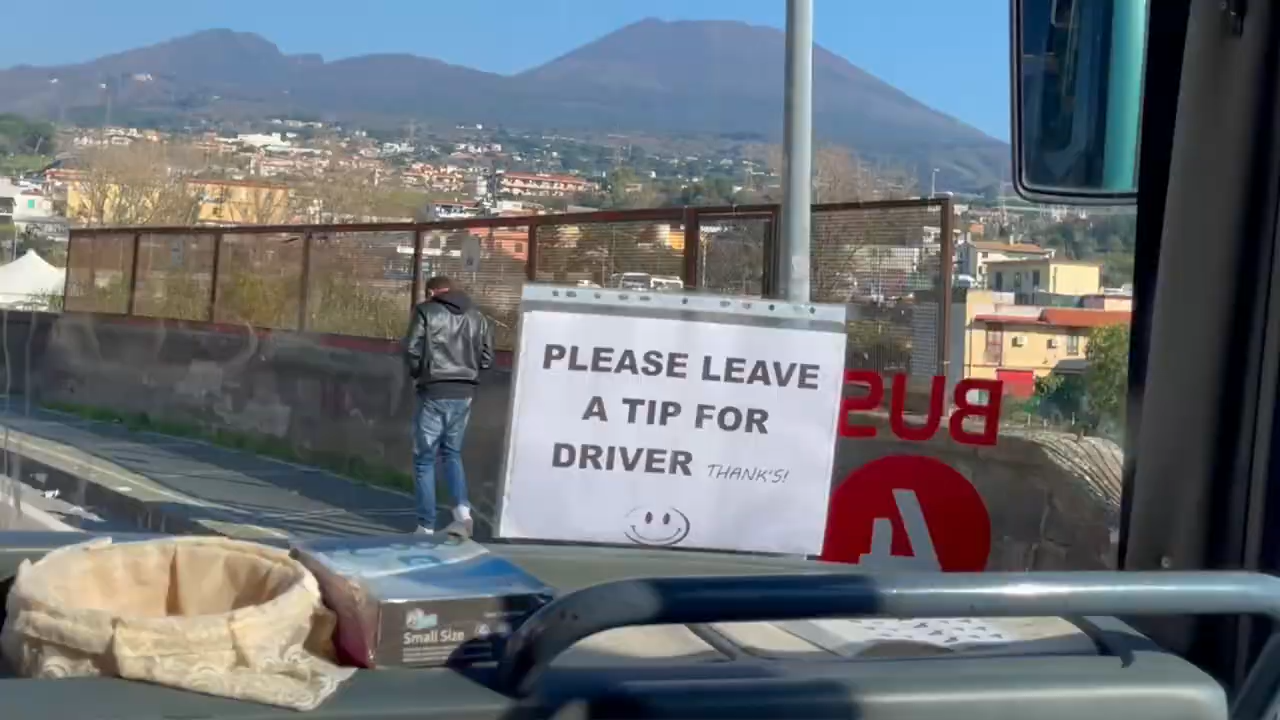 PLEASE LEAVE
A TIP FOR
DRIVER THANK'S!
BUS
Small Size